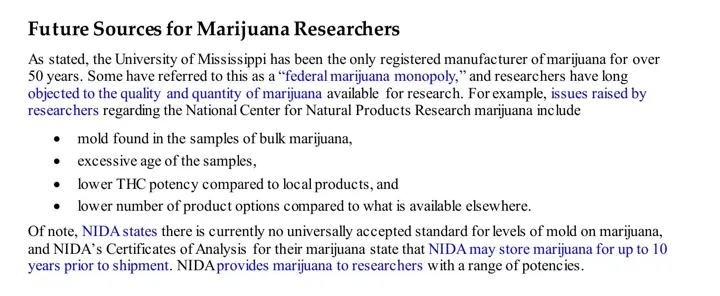 Future Sources for Marijuana Researchers
As stated, the University of Mississippi has been the only registered manufacturer of marijuana for over
50 years. Some have referred to this as a “federal marijuana monopoly,” and researchers have long
objected to the quality and quantity of marijuana available for research. For example, issues raised by
researchers regarding the National Center for Natural Products Research marijuana include
• mold found in the samples of bulk marijuana,
• excessive age of the samples,
• lower THC potency compared to local products, and
• lower number of product options compared to what is available elsewhere.
Of note, NIDA states there is currently no universally accepted standard for levels of mold on marijuana,
and NIDA’s Certificates of Analysis for their marijuana state that NIDA may store marijuana for up to 10
years prior to shipment. NIDA provides marijuana to researchers with a range of potencies.